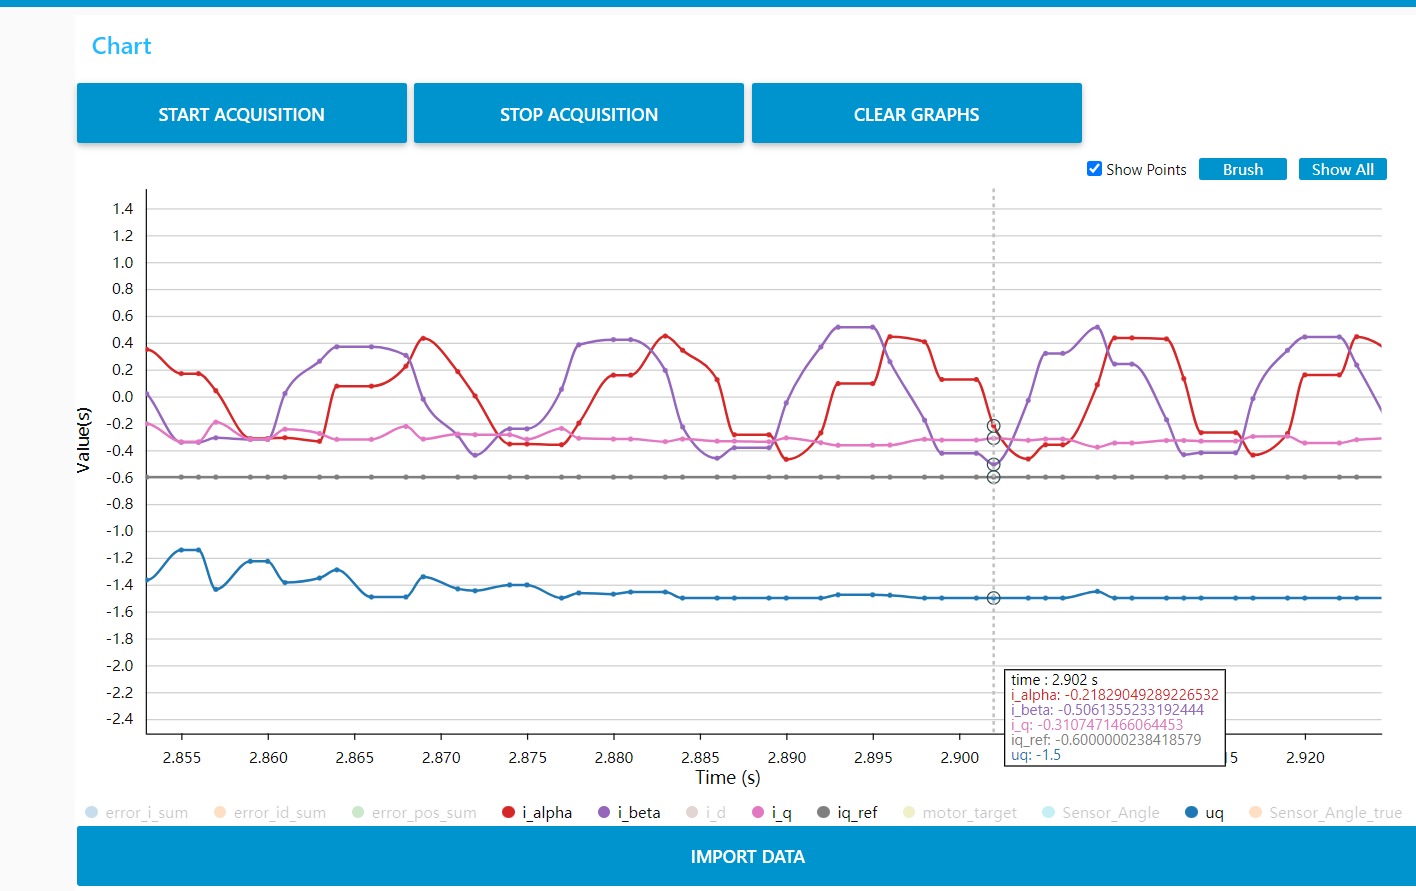 Chart
START ACQUISITION STOP ACQUISITION CLEAR GRAPHS
Show Points Brush Show All
1.4
1.2
1.0
0.8
0.6
0.4
0.2
0.0
-0.2
-0.4
-0.6
-0.8
-1.0
-1.2
-1.4
-1.6
-1.8
-2.0
-2.2
-2.4
Value(s)
time : 2.902 s
i_alpha: -0.21829049289226532
i_beta: -0.5061355233192444
i_q: -0.3107471466064453
iq_ref: -0.6000000238418579
uq: -1.5
2.855 2.860 2.865 2.870 2.875 2.880 2.885 2.890 2.895 2.900 5 2.920
Time (s)
error_i_sum error_id_sum error_pos_sum i_alpha i_beta i_d i_q iq_ref motor_target Sensor_Angle uq Sensor_Angle_true
IMPORT DATA